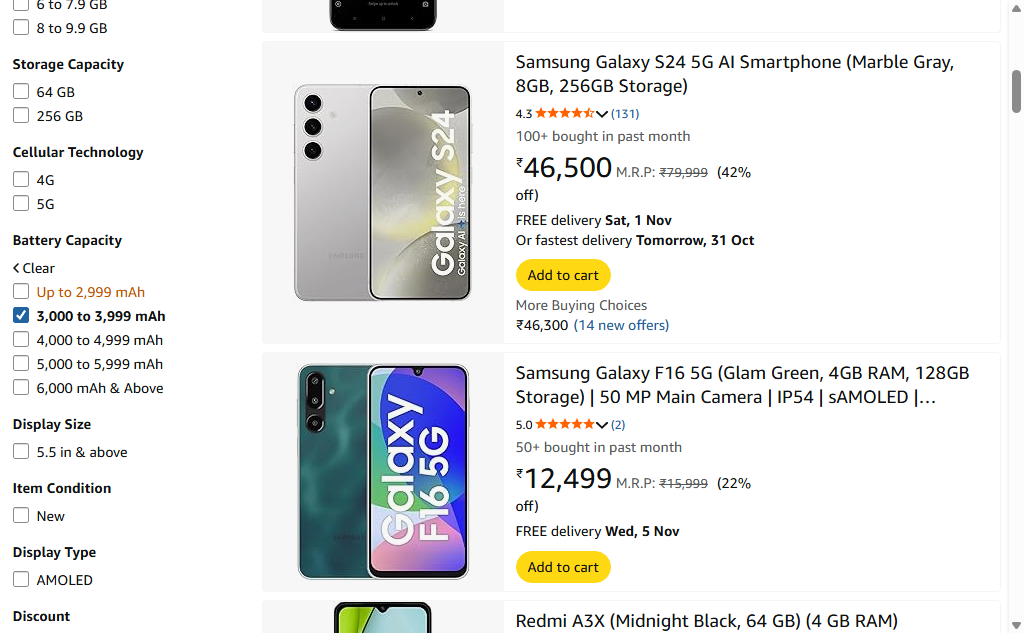 6 to 7.9 GB
8 to 9.9 GB
Storage Capacity
64 GB
256 GB
Cellular Technology
4G
5G
Battery Capacity
Clear
Up to 2,999 mAh
3,000 to 3,999 mAh
4,000 to 4,999 mAh
5,000 to 5,999 mAh
6,000 mAh & Above
Display Size
5.5 in & above
Item Condition
New
Display Type
AMOLED
Discount
Galaxy S24
Galaxy AI is here
SAMSUNG
Samsung Galaxy S24 5G AI Smartphone (Marble Gray,
8GB, 256GB Storage)
4.3 (131)
100+ bought in past month
₹46,500 M.R.P: ₹79,999 (42%
off)
FREE delivery Sat, 1 Nov
Or fastest delivery Tomorrow, 31 Oct
Add to cart
More Buying Choices
₹46,300 (14 new offers)
Galaxy
F16 5G
Samsung Galaxy F16 5G (Glam Green, 4GB RAM, 128GB
Storage) | 50 MP Main Camera | IP54 | sAMOLED |...
5.0 (2)
50+ bought in past month
₹12,499 M.R.P: ₹15,999 (22%
off)
FREE delivery Wed, 5 Nov
Add to cart
Redmi A3X (Midnight Black, 64 GB) (4 GB RAM)